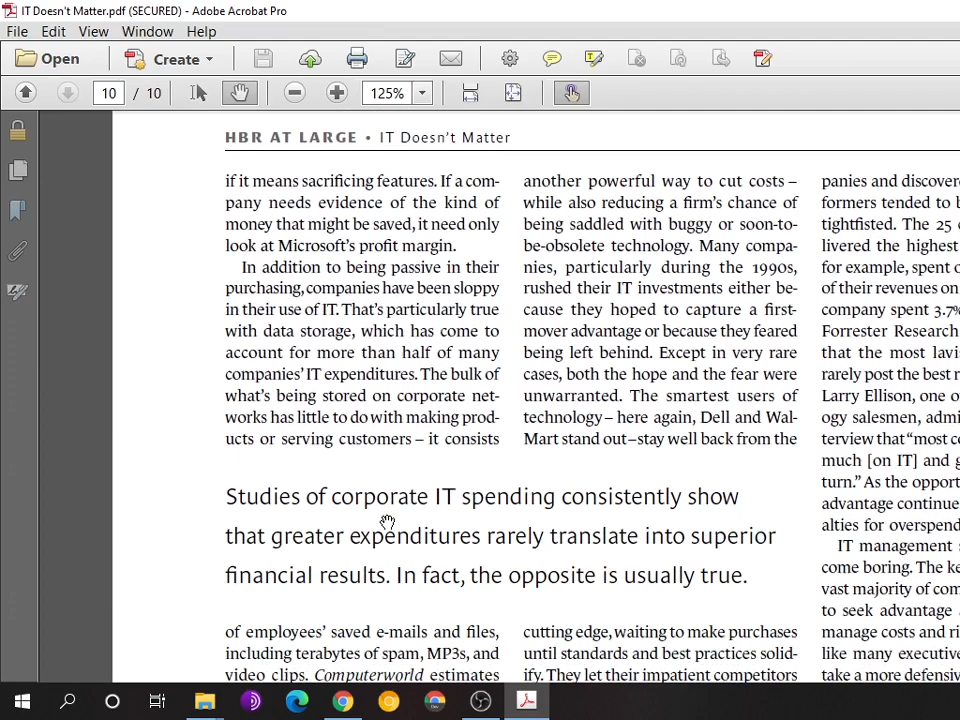 IT Doesn't Matter.pdf (SECURED) - Adobe Acrobat Pro
File Edit View Window Help
Open Create
10 / 10 125%
HBR AT LARGE • IT Doesn't Matter
if it means sacrificing features. If a com-
pany needs evidence of the kind of
money that might be saved, it need only
look at Microsoft's profit margin.
In addition to being passive in their
purchasing, companies have been sloppy
in their use of IT. That's particularly true
with data storage, which has come to
account for more than half of many
companies' IT expenditures. The bulk of
what's being stored on corporate net-
works has little to do with making prod-
ucts or serving customers – it consists
another powerful way to cut costs –
while also reducing a firm's chance of
being saddled with buggy or soon-to-
be-obsolete technology. Many compa-
nies, particularly during the 1990s,
rushed their IT investments either be-
cause they hoped to capture a first-
mover advantage or because they feared
being left behind. Except in very rare
cases, both the hope and the fear were
unwarranted. The smartest users of
technology – here again, Dell and Wal-
Mart stand out – stay well back from the
Studies of corporate IT spending consistently show
that greater expenditures rarely translate into superior
financial results. In fact, the opposite is usually true.
of employees' saved e-mails and files,
including terabytes of spam, MP3s, and
video clips. Computerworld estimates
cutting edge, waiting to make purchases
until standards and best practices solid-
ify. They let their impatient competitors
panies and discovere
formers tended to b
tightfisted. The 25 c
livered the highest
for example, spent o
of their revenues on
company spent 3.7%
Forrester Research
that the most lavi
rarely post the best r
Larry Ellison, one o
ogy salesmen, admi
terview that "most co
much [on IT] and g
turn." As the opport
advantage continue
alties for overspend
IT management s
come boring. The ke
vast majority of com
to seek advantage
manage costs and ri
like many executive
take a more defensiv